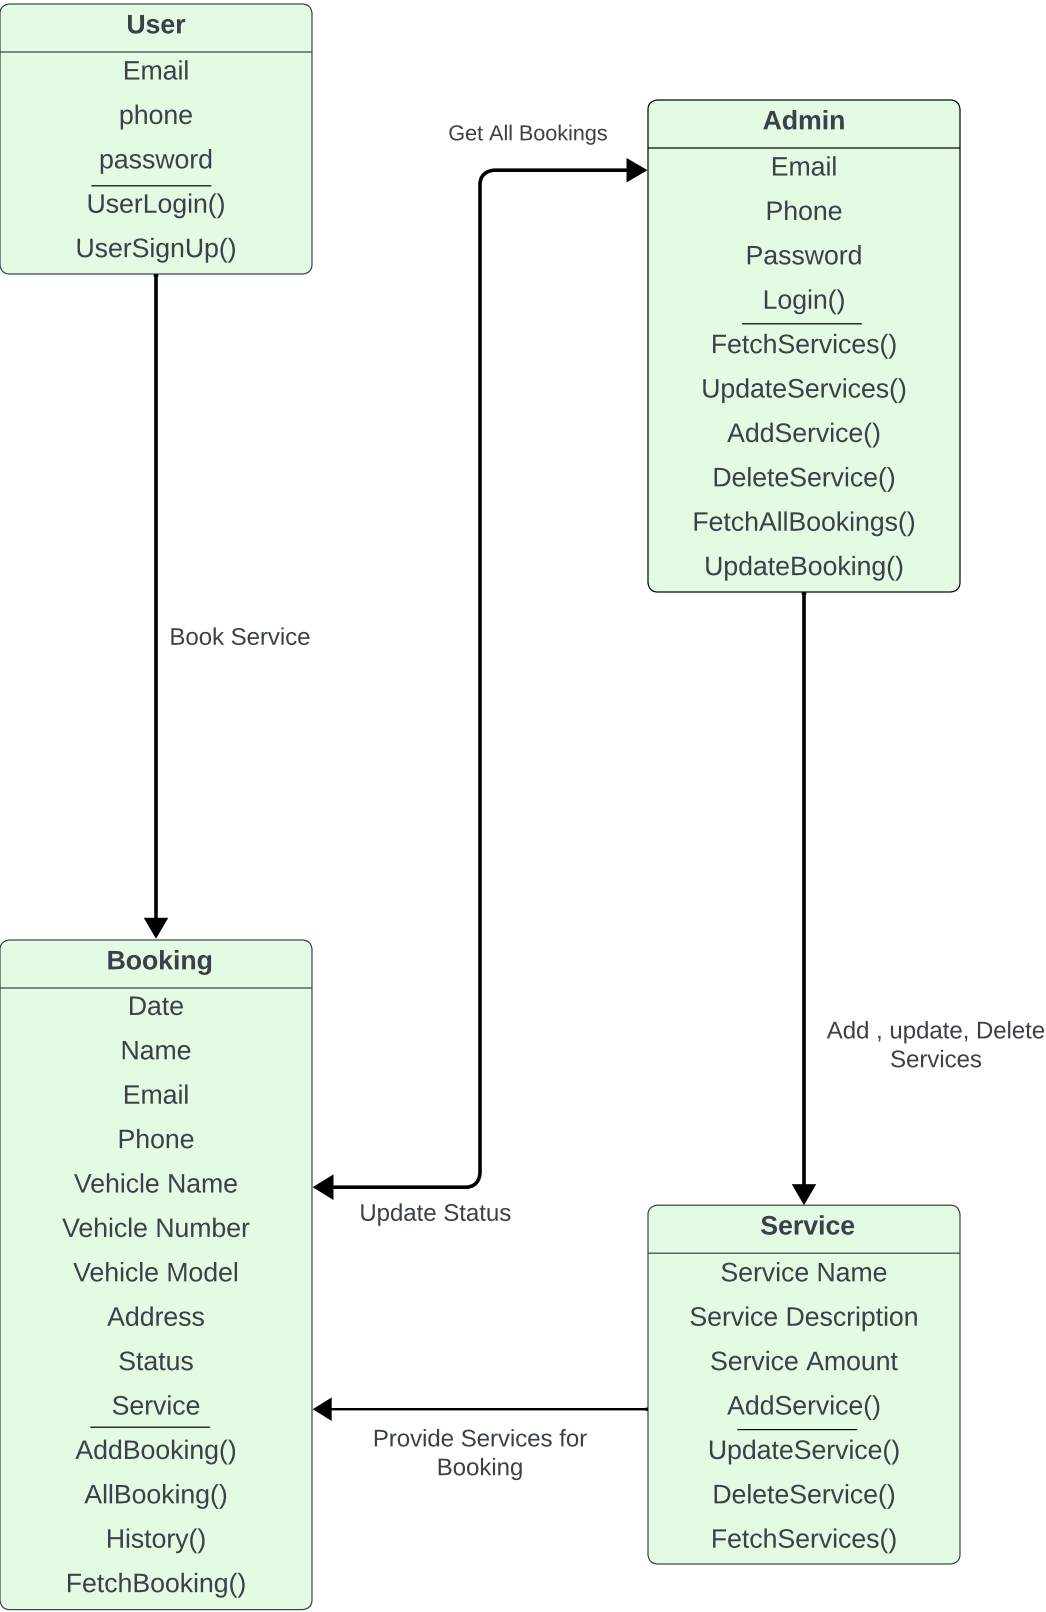 User
Email
phone
password
UserLogin()
UserSignUp()
Get All Bookings
Admin
Email
Phone
Password
Login()
FetchServices()
UpdateServices()
AddService()
DeleteService()
FetchAllBookings()
UpdateBooking()
Book Service
Booking
Date
Name
Email
Phone
Vehicle Name
Vehicle Number
Vehicle Model
Address
Status
Service
AddBooking()
AllBooking()
History()
FetchBooking()
Update Status
Add , update, Delete
Services
Provide Services for
Booking
Service
Service Name
Service Description
Service Amount
AddService()
UpdateService()
DeleteService()
FetchServices()